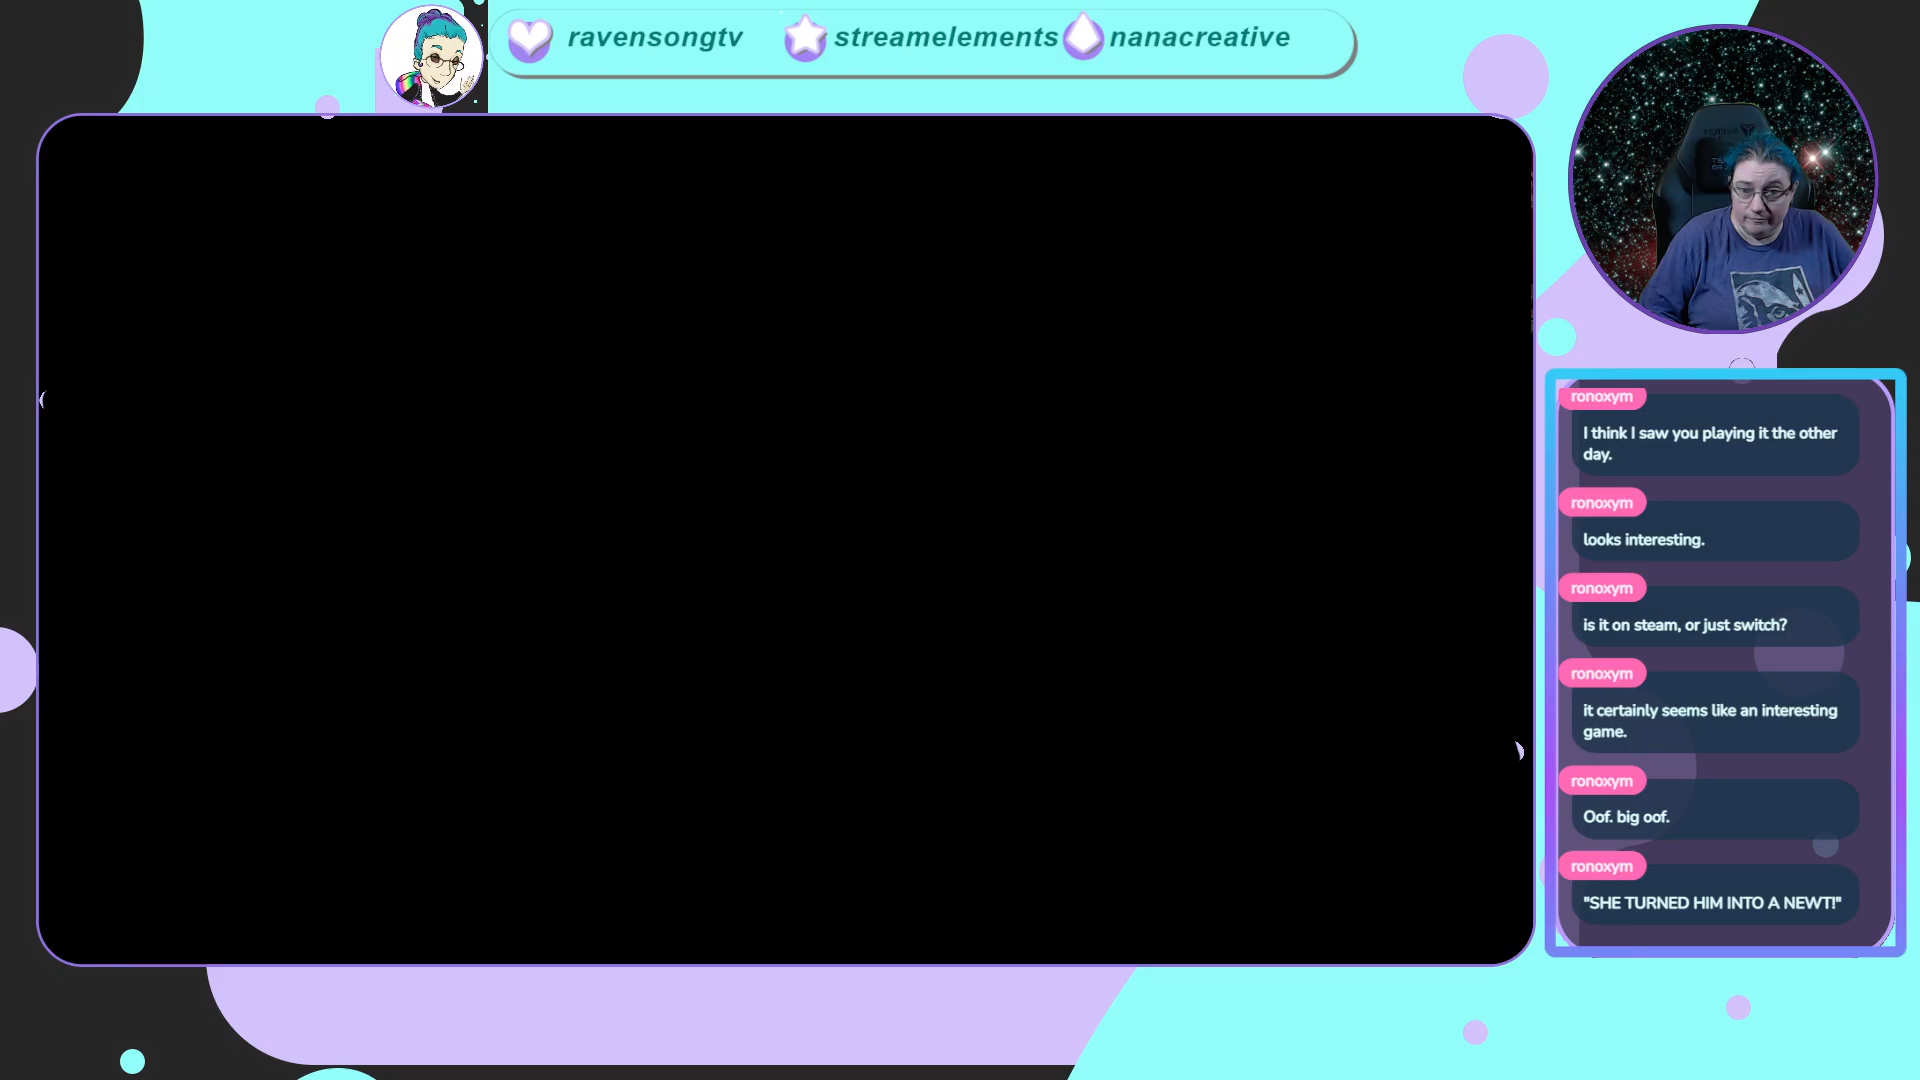 ravensongtv
streamelements
nanacreative
ronoxym
I think I saw you playing it the other
day.
ronoxym
looks interesting.
ronoxym
is it on steam, or just switch?
ronoxym
it certainly seems like an interesting
game.
ronoxym
Oof. big oof.
ronoxym
"SHE TURNED HIM INTO A NEWT!"